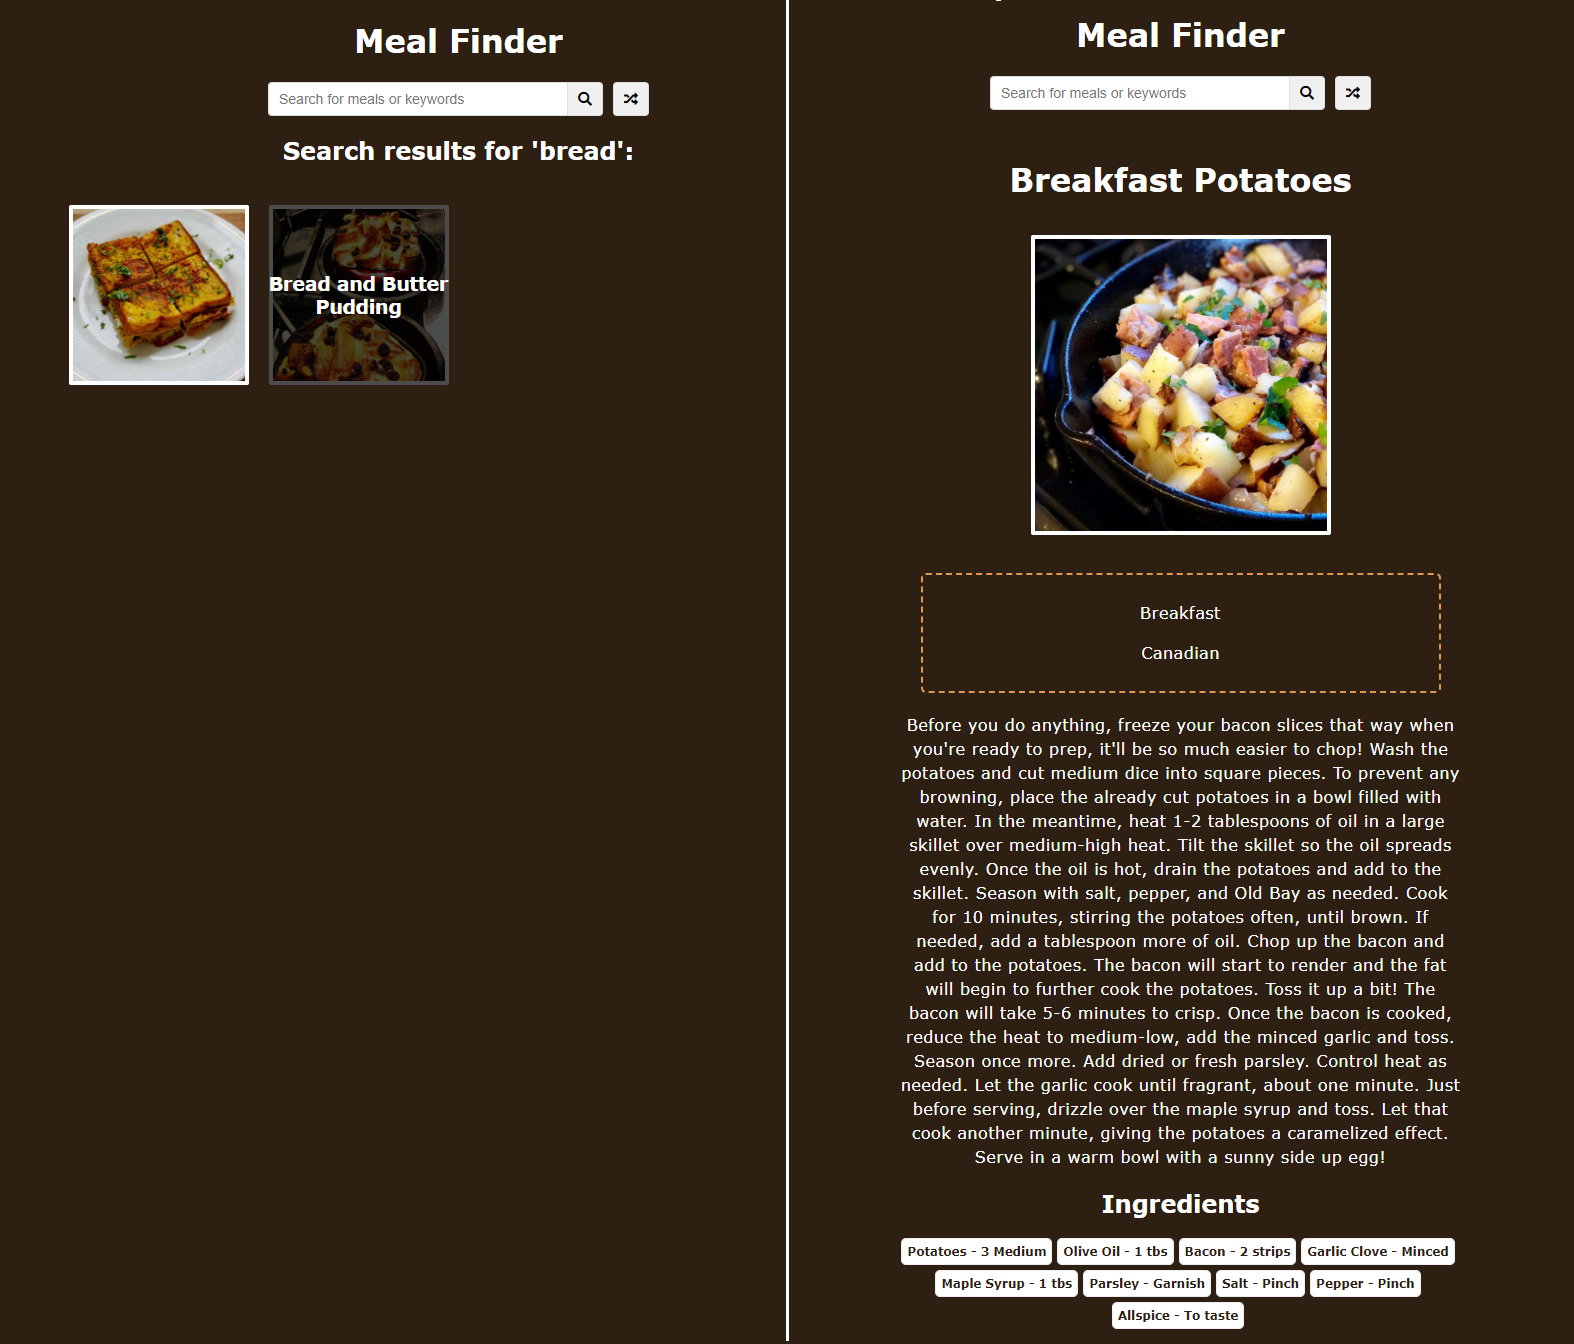 Meal Finder
Search for meals or keywords
Search results for 'bread':
Bread and Butter
Pudding
Meal Finder
Search for meals or keywords
Breakfast Potatoes
Breakfast
Canadian
Before you do anything, freeze your bacon slices that way when
you're ready to prep, it'll be so much easier to chop! Wash the
potatoes and cut medium dice into square pieces. To prevent any
browning, place the already cut potatoes in a bowl filled with
water. In the meantime, heat 1-2 tablespoons of oil in a large
skillet over medium-high heat. Tilt the skillet so the oil spreads
evenly. Once the oil is hot, drain the potatoes and add to the
skillet. Season with salt, pepper, and Old Bay as needed. Cook
for 10 minutes, stirring the potatoes often, until brown. If
needed, add a tablespoon more of oil. Chop up the bacon and
add to the potatoes. The bacon will start to render and the fat
will begin to further cook the potatoes. Toss it up a bit! The
bacon will take 5-6 minutes to crisp. Once the bacon is cooked,
reduce the heat to medium-low, add the minced garlic and toss.
Season once more. Add dried or fresh parsley. Control heat as
needed. Let the garlic cook until fragrant, about one minute. Just
before serving, drizzle over the maple syrup and toss. Let that
cook another minute, giving the potatoes a caramelized effect.
Serve in a warm bowl with a sunny side up egg!
Ingredients
Potatoes - 3 Medium Olive Oil - 1 tbs Bacon - 2 strips Garlic Clove - Minced
Maple Syrup - 1 tbs Parsley - Garnish Salt - Pinch Pepper - Pinch
Allspice - To taste